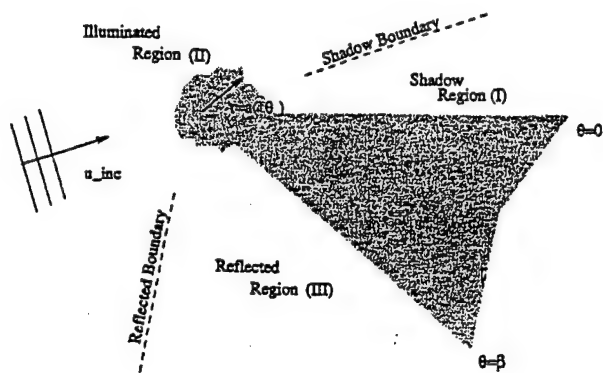 Illuminated
Region (II)
Shadow Boundary
Shadow
Region (I)
a(θ)
θ=0
u_inc
Reflected Boundary
Reflected
Region (III)
θ=β